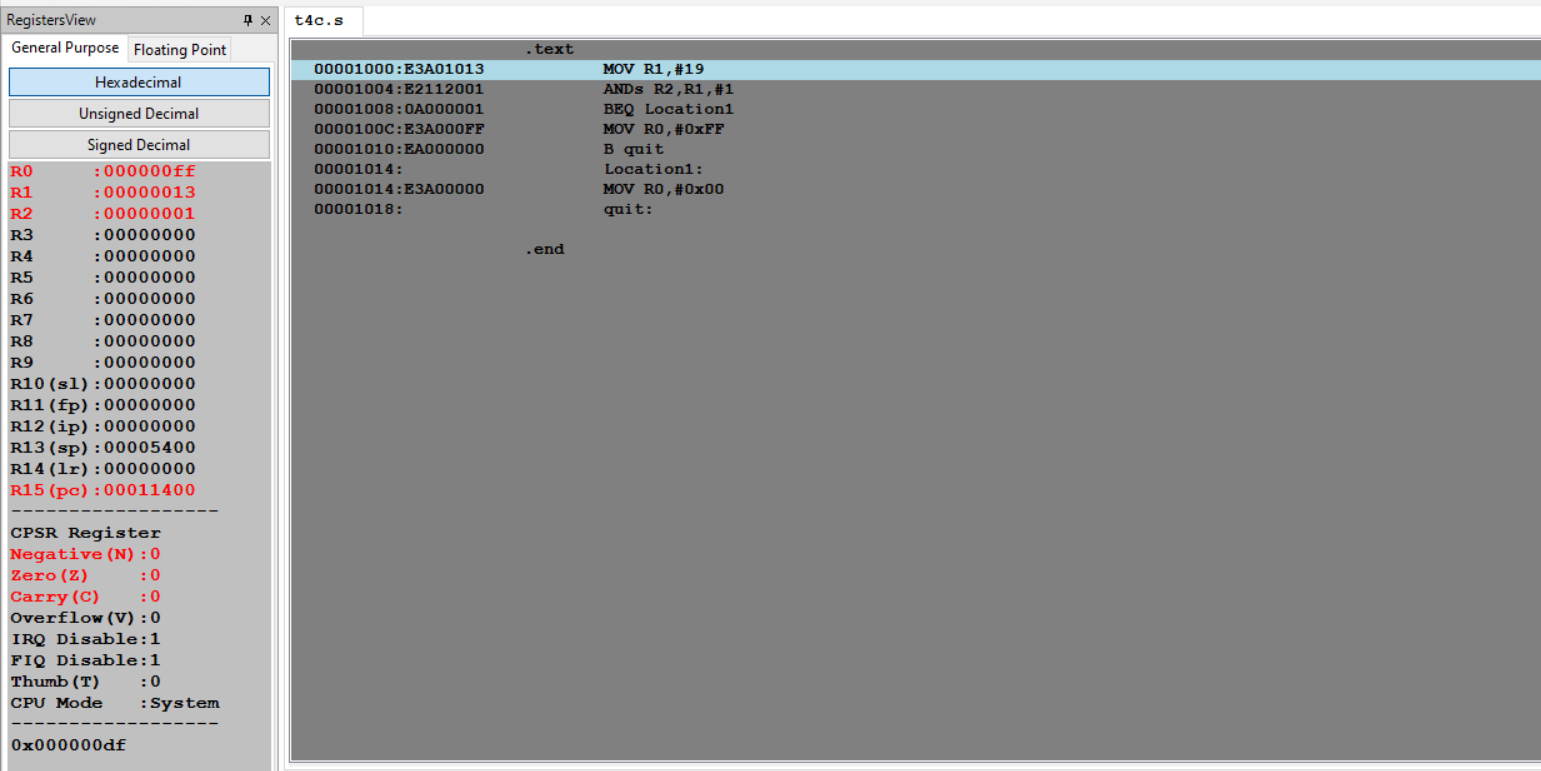 RegistersView
General Purpose Floating Point
Hexadecimal
Unsigned Decimal
Signed Decimal
R0 :000000ff
R1 :00000013
R2 :00000001
R3 :00000000
R4 :00000000
R5 :00000000
R6 :00000000
R7 :00000000
R8 :00000000
R9 :00000000
R10(sl):00000000
R11(fp):00000000
R12(ip):00000000
R13(sp):00005400
R14(lr):00000000
R15(pc):00011400
-------------------
CPSR Register
Negative(N):0
Zero(Z) :0
Carry(C) :0
Overflow(V):0
IRQ Disable:1
FIQ Disable:1
Thumb(T) :0
CPU Mode :System
-------------------
0x000000df
t4c.s
.text
00001000:E3A01013 MOV R1,#19
00001004:E2112001 ANDs R2,R1,#1
00001008:0A000001 BEQ Location1
0000100C:E3A000FF MOV R0,#0xFF
00001010:EA000000 B quit
00001014: Location1:
00001014:E3A00000 MOV R0,#0x00
00001018: quit:
.end